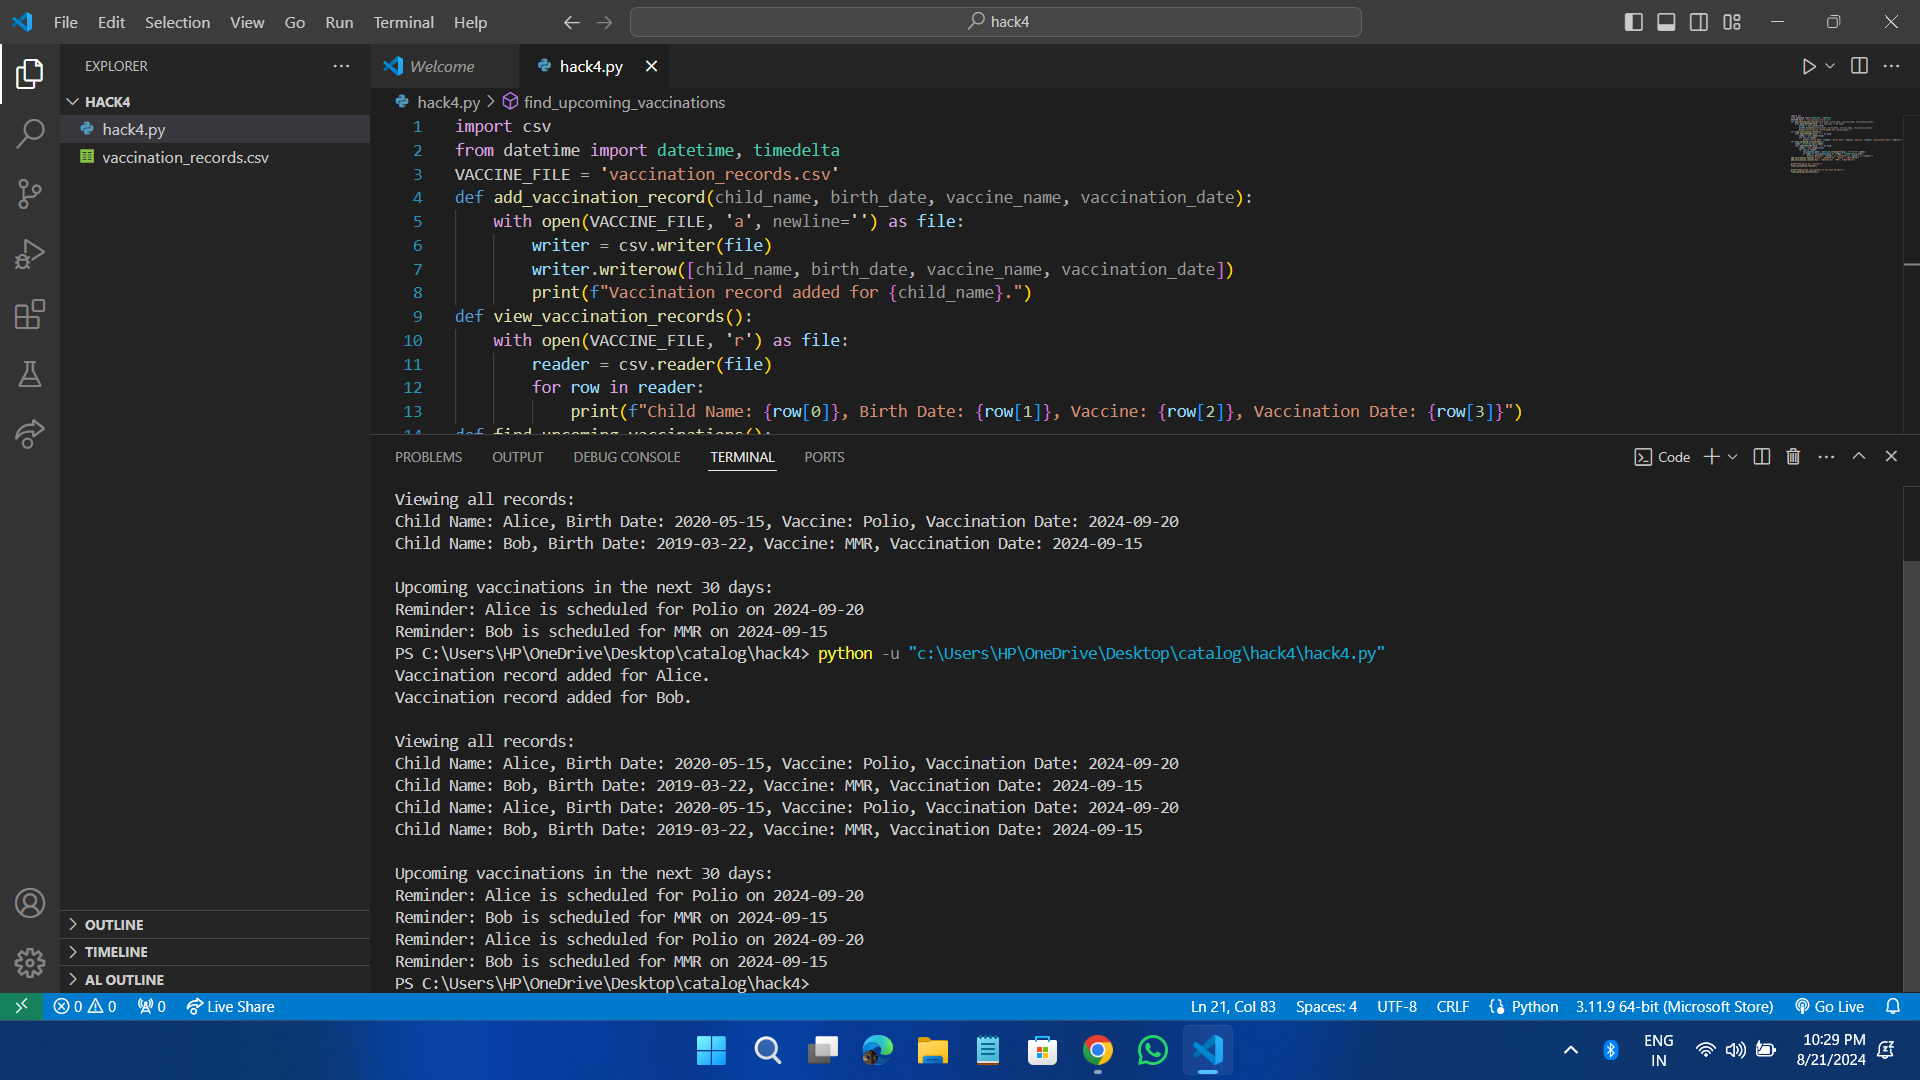 File Edit Selection View Go Run Terminal Help
hack4
EXPLORER
HACK4
hack4.py
vaccination_records.csv
OUTLINE
TIMELINE
AL OUTLINE
Welcome
hack4.py
hack4.py > find_upcoming_vaccinations
1 import csv
2 from datetime import datetime, timedelta
3 VACCINE_FILE = 'vaccination_records.csv'
4 def add_vaccination_record(child_name, birth_date, vaccine_name, vaccination_date):
5 with open(VACCINE_FILE, 'a', newline='') as file:
6 writer = csv.writer(file)
7 writer.writerow([child_name, birth_date, vaccine_name, vaccination_date])
8 print(f"Vaccination record added for {child_name}.")
9 def view_vaccination_records():
10 with open(VACCINE_FILE, 'r') as file:
11 reader = csv.reader(file)
12 for row in reader:
13 print(f"Child Name: {row[0]}, Birth Date: {row[1]}, Vaccine: {row[2]}, Vaccination Date: {row[3]}")
14 def find_upcoming_vaccinations():
PROBLEMS OUTPUT DEBUG CONSOLE TERMINAL PORTS
Code
Viewing all records:
Child Name: Alice, Birth Date: 2020-05-15, Vaccine: Polio, Vaccination Date: 2024-09-20
Child Name: Bob, Birth Date: 2019-03-22, Vaccine: MMR, Vaccination Date: 2024-09-15
Upcoming vaccinations in the next 30 days:
Reminder: Alice is scheduled for Polio on 2024-09-20
Reminder: Bob is scheduled for MMR on 2024-09-15
PS C:\Users\HP\OneDrive\Desktop\catalog\hack4> python -u "c:\Users\HP\OneDrive\Desktop\catalog\hack4\hack4.py"
Vaccination record added for Alice.
Vaccination record added for Bob.
Viewing all records:
Child Name: Alice, Birth Date: 2020-05-15, Vaccine: Polio, Vaccination Date: 2024-09-20
Child Name: Bob, Birth Date: 2019-03-22, Vaccine: MMR, Vaccination Date: 2024-09-15
Child Name: Alice, Birth Date: 2020-05-15, Vaccine: Polio, Vaccination Date: 2024-09-20
Child Name: Bob, Birth Date: 2019-03-22, Vaccine: MMR, Vaccination Date: 2024-09-15
Upcoming vaccinations in the next 30 days:
Reminder: Alice is scheduled for Polio on 2024-09-20
Reminder: Bob is scheduled for MMR on 2024-09-15
Reminder: Alice is scheduled for Polio on 2024-09-20
Reminder: Bob is scheduled for MMR on 2024-09-15
PS C:\Users\HP\OneDrive\Desktop\catalog\hack4>
0 0 0 Live Share
Ln 21, Col 83 Spaces: 4 UTF-8 CRLF Python 3.11.9 64-bit (Microsoft Store) Go Live
ENG
IN
10:29 PM
8/21/2024